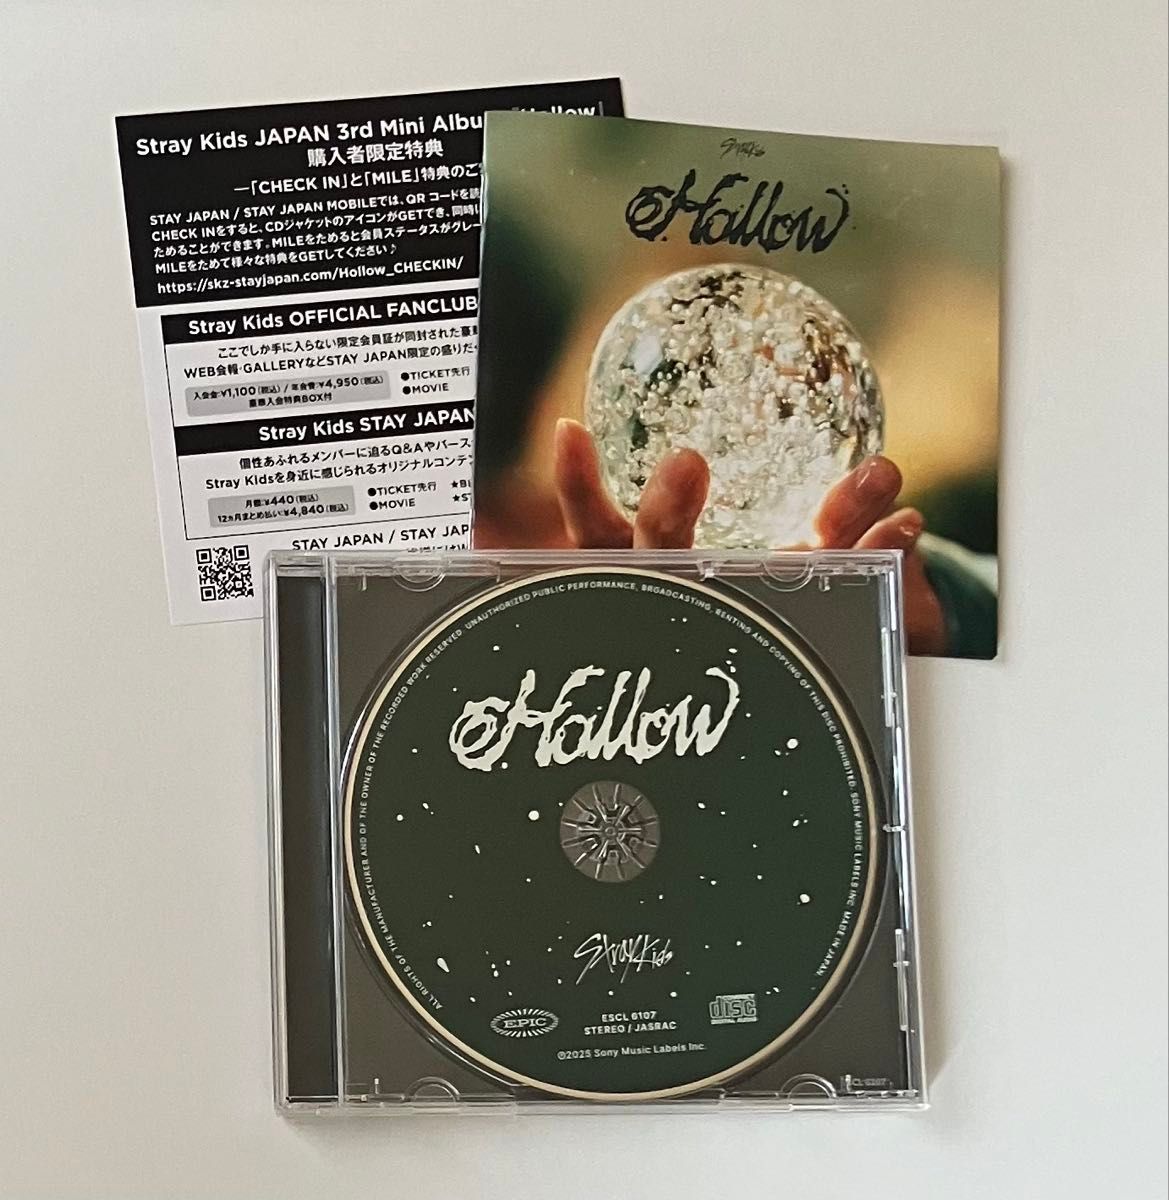 Stray Kids JAPAN 3rd Mini Album『Hollow』
購入者限定特典
―「CHECK IN」と「MILE」特典のご
STAY JAPAN / STAY JAPAN MOBILEでは、QR コードを読
CHECK INをすると、CDジャケットのアイコンがGETでき、同時に
ためることができます。MILEをためると会員ステータスがグレー
MILEをためて様々な特典をGETしてください♪
https://skz-stayjapan.com/Hollow_CHECKIN/
Stray Kids OFFICIAL FANCLUB
ここでしか手に入らない限定会員証が同封された豪
WEB会報・GALLERYなどSTAY JAPAN限定の盛りだ
入会金:¥1,100(税込) / 年会費:¥4,950(税込)
豪華入会特典BOX付
●TICKET先行
●MOVIE
Stray Kids STAY JAPAN
個性あふれるメンバーに迫るQ&Aやバース
Stray Kidsを身近に感じられるオリジナルコンテン
月額:¥440(税込)
12ヵ月まとめ払い:¥4,840(税込)
●TICKET先行 ★BL
●MOVIE ★S
STAY JAPAN / STAY JAP
StrayKids
Hollow
UNAUTHORIZED PUBLIC PERFORMANCE, BROADCASTING, RENTING AND COPYING OF THIS DISC PROHIBITED. SONY MUSIC LABELS INC. MADE IN JAPAN.
ALL RIGHTS OF THE MANUFACTURER AND OF THE OWNER OF THE RECORDED WORK RESERVED.
Hollow
StrayKids
EPIC
ESCL 6107
STEREO / JASRAC
COMPACT
disc
DIGITAL AUDIO
℗2025 Sony Music Labels Inc.